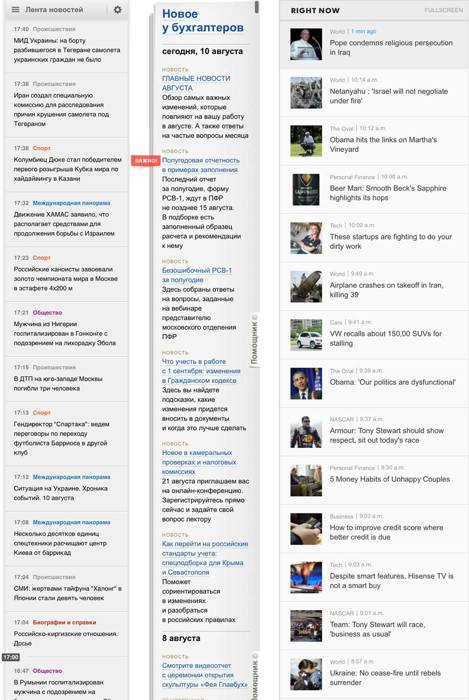 Лента новостей
17:40 Происшествия
МИД Украины: на борту
разбившегося в Тегеране самолета
украинских граждан не было
17:38 Происшествия
Иран создал специальную
комиссию для расследования
причин крушения самолета под
Тегераном
17:38 Спорт
Колумбиец Дюке стал победителем
первого розыгрыша Кубка мира по
хайдайвингу в Казани
17:32 Международная панорама
Движение ХАМАС заявило, что
располагает средствами для
продолжения борьбы с Израилем
17:23 Спорт
Российские каноисты завоевали
золото чемпионата мира в Москве
в эстафете 4x200 м
17:21 Общество
Мужчина из Нигерии
госпитализирован в Гонконге с
подозрением на лихорадку Эбола
17:15 Происшествия
В ДТП на юго-западе Москвы
погибли три человека
17:13 Спорт
Гендиректор "Спартака": ведем
переговоры по переходу
футболиста Барриоса в другой
клуб
17:12 Международная панорама
Ситуация на Украине. Хроника
событий. 10 августа
17:08 Международная панорама
Несколько десятков единиц
спецтехники расчищают центр
Киева от баррикад
17:04 Происшествия
СМИ: жертвами тайфуна "Халонг" в
Японии стали девять человек
17:04 Биографии и справки
Российско-киргизские отношения.
Досье
17:00
16:47 Общество
В Румынии госпитализирован
мужчина с подозрением на
Новое
у бухгалтеров
сегодня, 10 августа
НОВОСТЬ
ГЛАВНЫЕ НОВОСТИ
АВГУСТА
Обзор самых важных
изменений, которые
повлияют на вашу работу
в августе. А также ответы
на частые вопросы месяца
ВАЖНО!
НОВОСТЬ
Полугодовая отчетность
в примерах заполнения
Последний отчет
за полугодие, форму
РСВ-1, ждут в ПФР
не позднее 15 августа.
В подборке есть
заполненный образец
расчета и рекомендации
к нему
НОВОСТЬ
Безошибочный РСВ-1
за полугодие
Здесь собраны ответы
на вопросы, заданные
на вебинаре
представителю
московского отделения
ПФР
НОВОСТЬ
Что учесть в работе
с 1 сентября: изменения
в Гражданском кодексе
Здесь вы найдете
подсказки, какие
изменения придется
вносить в документы
и когда это лучше сделать
НОВОСТЬ
Новое в камеральных
проверках и налоговых
комиссиях
21 августа приглашаем вас
на онлайн-конференцию.
Зарегистрируйтесь прямо
сейчас и задайте свой
вопрос лектору
НОВОСТЬ
Как перейти на российские
стандарты учета:
спецподборка для Крыма
и Севастополя
Поможет
сориентироваться
в изменениях
и разобраться
в российских правилах
8 августа
НОВОСТЬ
Смотрите видеоотчет
с церемонии открытия
скульптуры «Фея Главбух»
Помощник
Помощник
RIGHT NOW
FULLSCREEN
World | 1 min ago
Pope condemns religious persecution
in Iraq
World | 10:14 a.m.
Netanyahu : 'Israel will not negotiate
under fire'
The Oval | 10:12 a.m.
Obama hits the links on Martha's
Vineyard
Personal Finance | 10:00 a.m.
Beer Man: Smooth Beck's Sapphire
highlights its hops
Tech | 10:00 a.m.
These startups are fighting to do your
dirty work
World | 9:49 a.m.
Airplane crashes on takeoff in Iran,
killing 39
Cars | 9:41 a.m.
VW recalls about 150,00 SUVs for
stalling
The Oval | 9:39 a.m.
Obama: 'Our politics are dysfunctional'
NASCAR | 9:37 a.m.
Armour: Tony Stewart should show
respect, sit out today's race
Personal Finance | 9:30 a.m.
5 Money Habits of Unhappy Couples
Business | 9:03 a.m.
How to improve credit score where
better credit is due
Tech | 9:03 a.m.
Despite smart features, Hisense TV is
not a smart buy
NASCAR | 9:01 a.m.
Team: Tony Stewart will race,
'business as usual'
World | 8:57 a.m.
Ukraine: No cease-fire until rebels
surrender